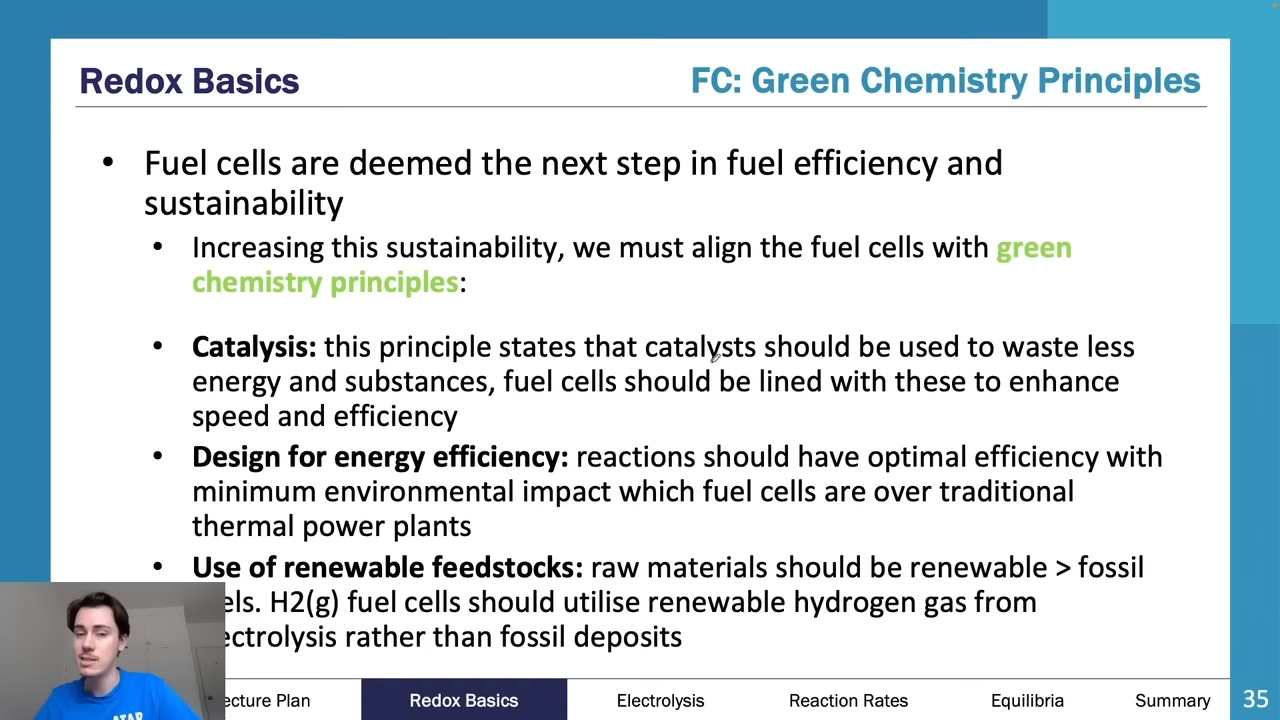 Redox Basics
FC: Green Chemistry Principles
• Fuel cells are deemed the next step in fuel efficiency and
sustainability
• Increasing this sustainability, we must align the fuel cells with green
chemistry principles:
• Catalysis: this principle states that catalysts should be used to waste less
energy and substances, fuel cells should be lined with these to enhance
speed and efficiency
• Design for energy efficiency: reactions should have optimal efficiency with
minimum environmental impact which fuel cells are over traditional
thermal power plants
• Use of renewable feedstocks: raw materials should be renewable > fossil
els. H2(g) fuel cells should utilise renewable hydrogen gas from
ectrolysis rather than fossil deposits
ecture Plan
Redox Basics
Electrolysis
Reaction Rates
Equilibria
Summary
35